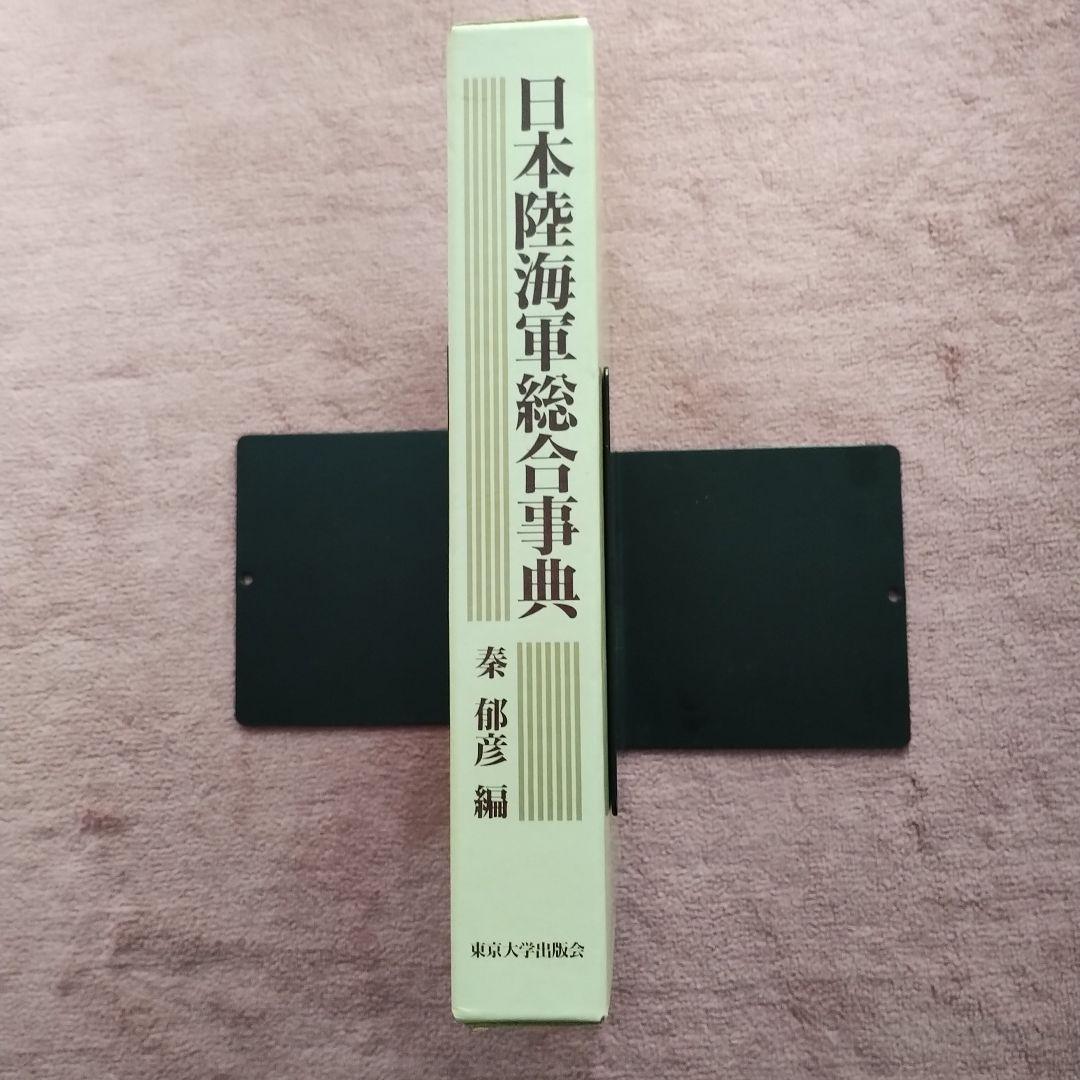 日本陸海軍総合事典
秦 郁彦 編
東京大学出版会